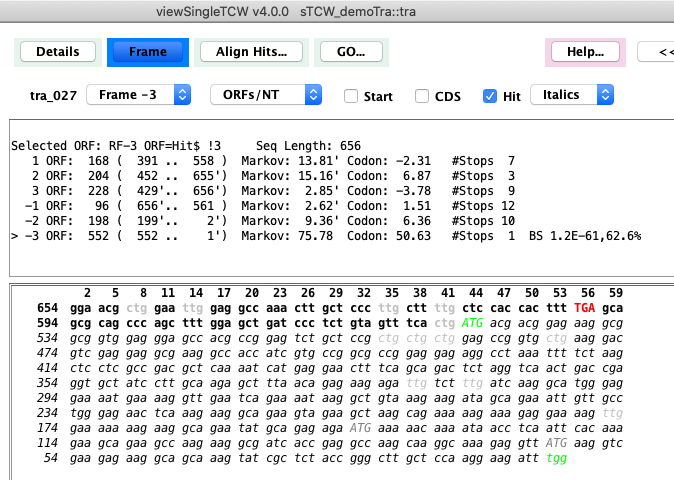 viewSingleTCW v4.0.0 sTCW_demoTra::tra
Details Frame Align Hits... GO... Help... <<
tra_027 Frame -3 ORFs/NT Start CDS Hit Italics
Selected ORF: RF-3 ORF=Hit$ !3 Seq Length: 656
1 ORF: 168 ( 391 .. 558 ) Markov: 13.81' Codon: -2.31 #Stops 7
2 ORF: 204 ( 452 .. 655') Markov: 15.16' Codon: 6.87 #Stops 3
3 ORF: 228 ( 429'.. 656') Markov: 2.85' Codon: -3.78 #Stops 9
-1 ORF: 96 ( 656'.. 561 ) Markov: 2.62' Codon: 1.51 #Stops 12
-2 ORF: 198 ( 199'.. 2') Markov: 9.36' Codon: 6.36 #Stops 10
> -3 ORF: 552 ( 552 .. 1') Markov: 75.78 Codon: 50.63 #Stops 1 BS 1.2E-61,62.6%
2 5 8 11 14 17 20 23 26 29 32 35 38 41 44 47 50 53 56 59
654 gga acg ctg gag ttg gag gcc aaa ctt gct ccc ttg ctt ttg ctc cac cac ttt TGA gca
594 gcg cag ccc agc ttt gga gct gat ccc tct gta gtt tca ctg ATG acg acg gag aag gcg
534 gcg gtg gag gga gcc acg ccg gag tct gct ccg ctg ctg ctg gag ccg gtg ctg aag gac
474 gtc gag gag gcg aag gcc acc atc gtg ccg gcg gcc gag gag agg cct aaa ttt tct aag
414 ctc ctc gcc gac gct caa aat cat gag gaa ctt tca gca gac tct agg tca act gac cga
354 ggt gct atc ctt gca agt tta cat gag aag aga ttg tct ttg atc aag gca tgg gag
294 gaa aat gaa aag gtt gaa tca gaa aat agt gta aag aag ata gca gaa att gtt gcc
234 tgg gag aac tca aag aag gca gaa gta gaa gct aag cag aaa aag aag gag gaa aag ttg
174 gaa aaa aag aag gca tat gcg gag aga ATG aac aat aaa ata acc tca att cac aaa
114 gaa gca gaa gcc aag aag gcg atc acc gag gcc aag caa ggc aaa gag gtt ATG aag gtc
54 gaa gag aag gca gca aag tat cgc tct acc ggg ctt gct cca agg aag att tgg